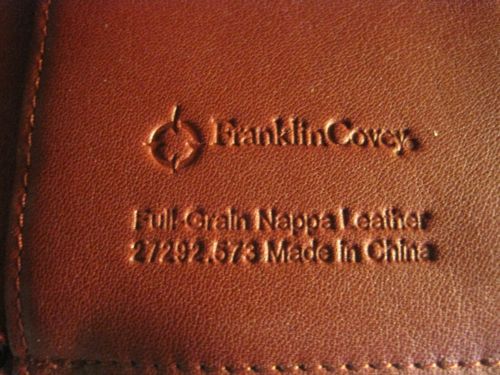 FranklinCovey
Full-Grain Nappa Leather
27292.573 Made In China